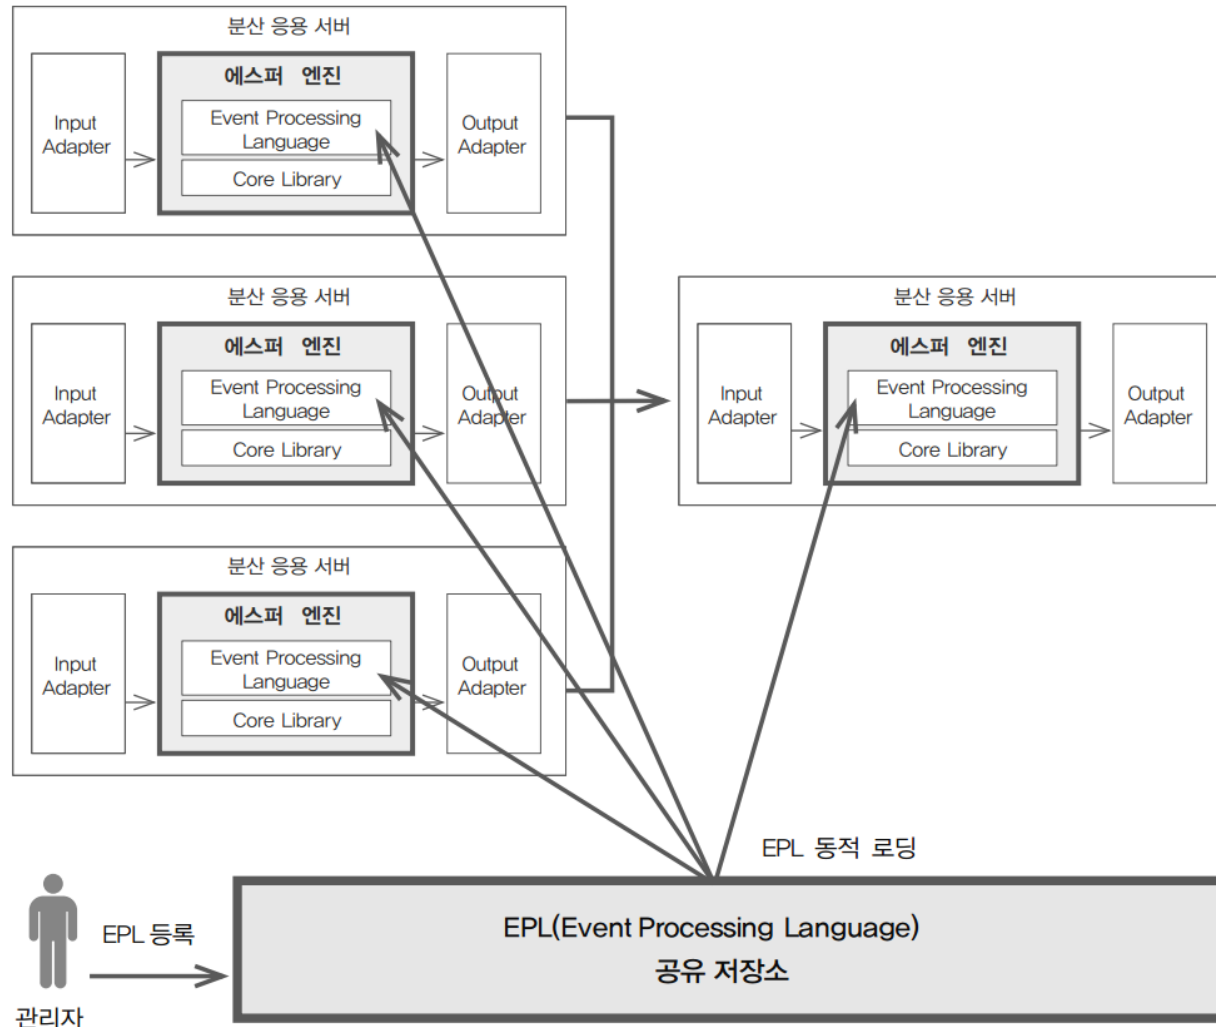 분산 응용 서버
에스퍼 엔진
Input
Adapter
Event Processing
Language
Core Library
Output
Adapter
분산 응용 서버
에스퍼 엔진
Input
Adapter
Event Processing
Language
Core Library
Output
Adapter
분산 응용 서버
에스퍼 엔진
Input
Adapter
Event Processing
Language
Core Library
Output
Adapter
분산 응용 서버
에스퍼 엔진
Input
Adapter
Event Processing
Language
Core Library
Output
Adapter
EPL 동적 로딩
EPL 등록
관리자
EPL(Event Processing Language)
공유 저장소